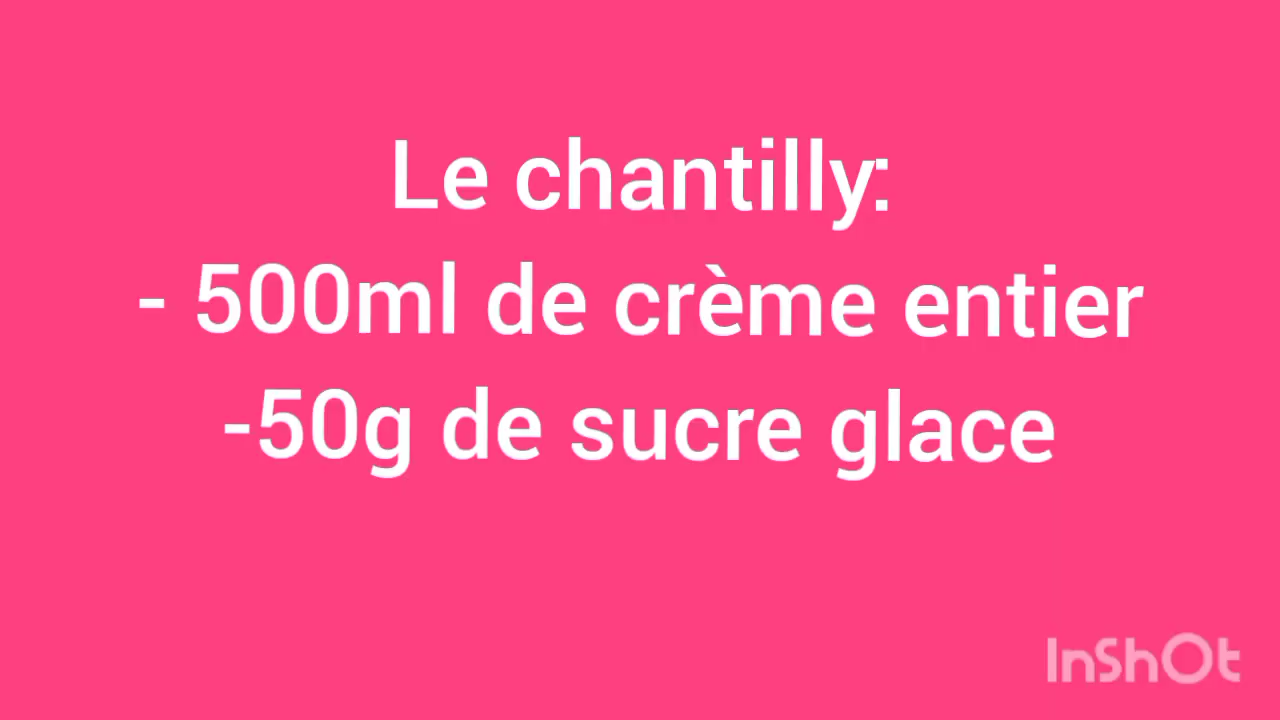 Le chantilly:
- 500ml de crème entier
-50g de sucre glace
InShOt